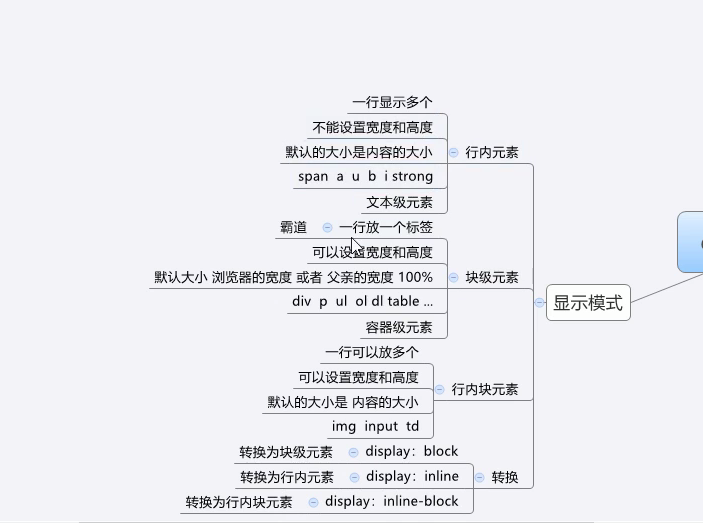 一行显示多个
不能设置宽度和高度
默认的大小是内容的大小
行内元素
span a u b i strong
文本级元素
霸道
一行放一个标签
可以设置宽度和高度
默认大小 浏览器的宽度 或者 父亲的宽度 100%
块级元素
div p ul ol dl table ...
显示模式
容器级元素
一行可以放多个
可以设置宽度和高度
行内块元素
默认的大小是 内容的大小
img input td
转换为块级元素
display：block
转换为行内元素
display：inline
转换
转换为行内块元素
display：inline-block